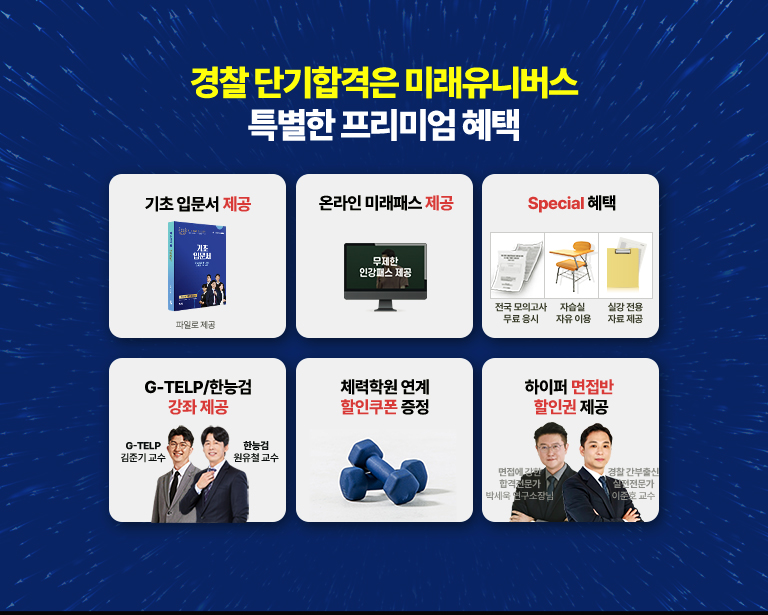 경찰 단기합격은 미래유니버스
특별한 프리미엄 혜택
기초 입문서 제공
기초
입문서
파일로 제공
온라인 미래패스 제공
무제한
인강패스 제공
Special 혜택
전국 모의고사
무료 응시
자습실
자유 이용
실강 전용
자료 제공
G-TELP/한능검
강좌 제공
G-TELP
김준기 교수
한능검
원유철 교수
체력학원 연계
할인쿠폰 증정
하이퍼 면접반
할인권 제공
면접에 강한
합격전문가
박세욱 연구소장님
경찰 간부출신
실전전문가
이준호 교수